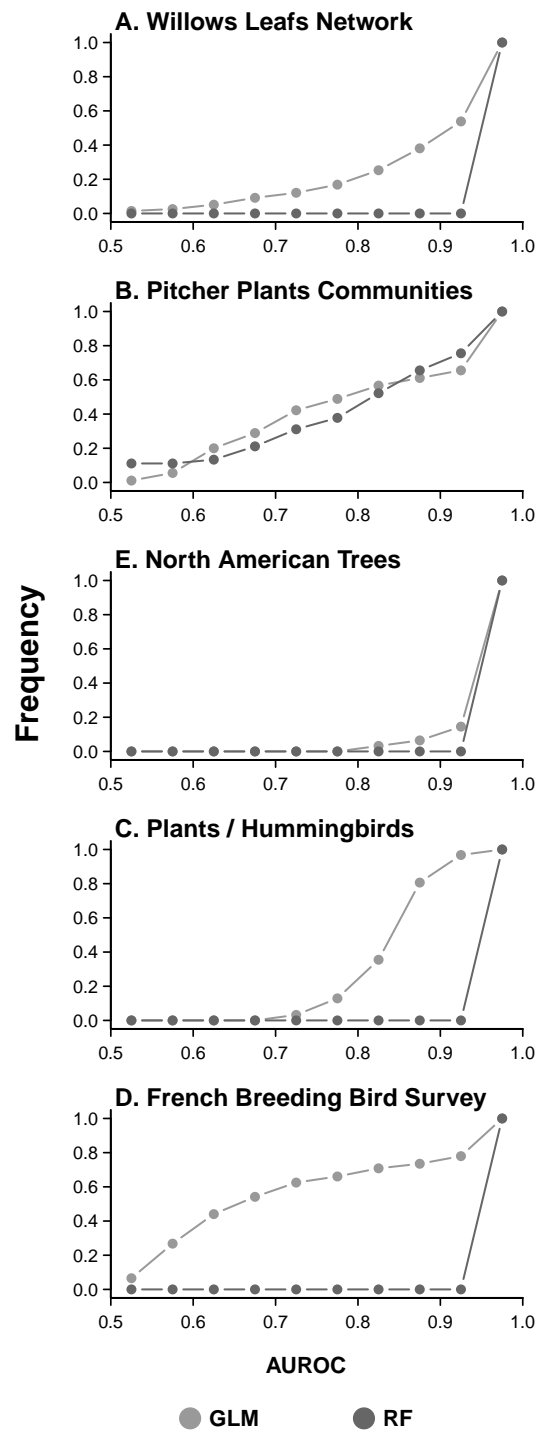 A. Willows Leafs Network
1.0
0.8
0.6
0.4
0.2
0.0
0.5 0.6 0.7 0.8 0.9 1.0
B. Pitcher Plants Communities
1.0
0.8
0.6
0.4
0.2
0.0
0.5 0.6 0.7 0.8 0.9 1.0
E. North American Trees
1.0
0.8
0.6
0.4
0.2
0.0
0.5 0.6 0.7 0.8 0.9 1.0
Frequency
C. Plants / Hummingbirds
1.0
0.8
0.6
0.4
0.2
0.0
0.5 0.6 0.7 0.8 0.9 1.0
D. French Breeding Bird Survey
1.0
0.8
0.6
0.4
0.2
0.0
0.5 0.6 0.7 0.8 0.9 1.0
AUROC
GLM RF